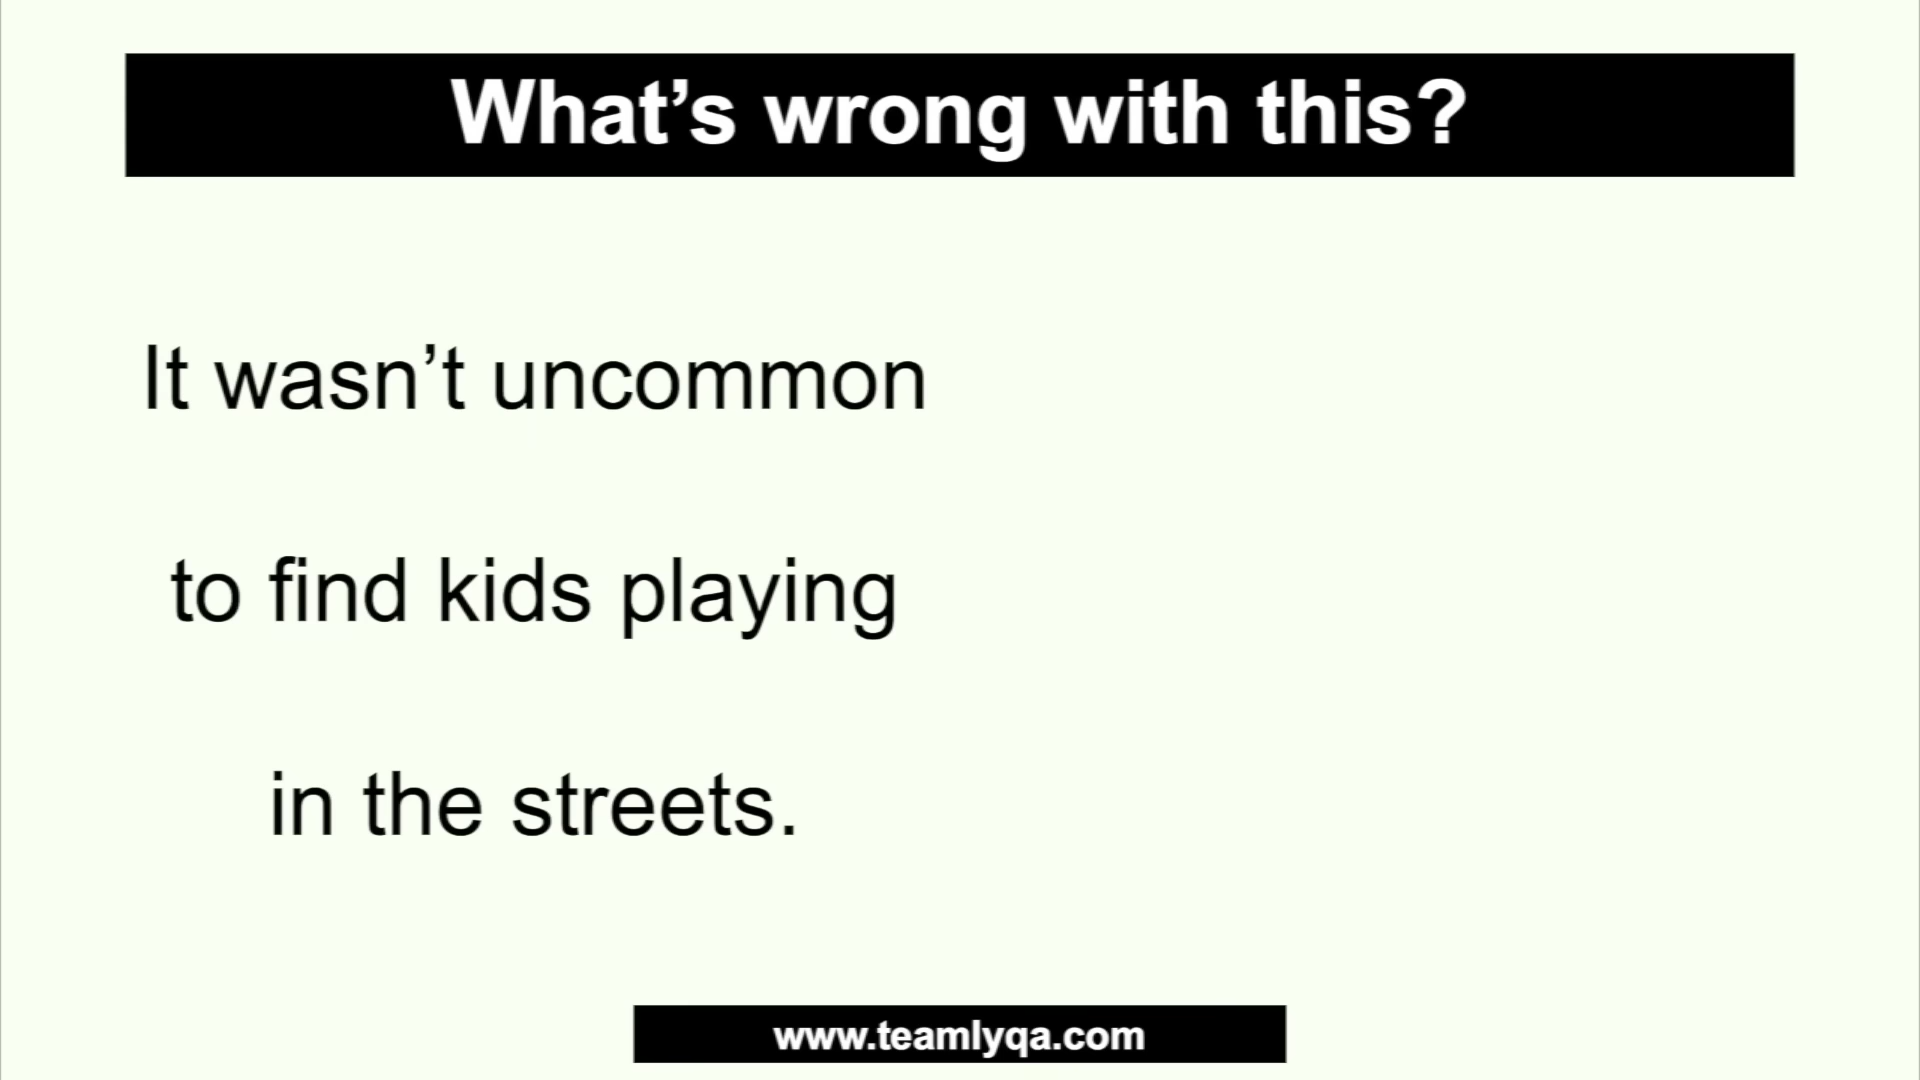 What’s wrong with this?
It wasn’t uncommon
to find kids playing
in the streets.
www.teamlyqa.com